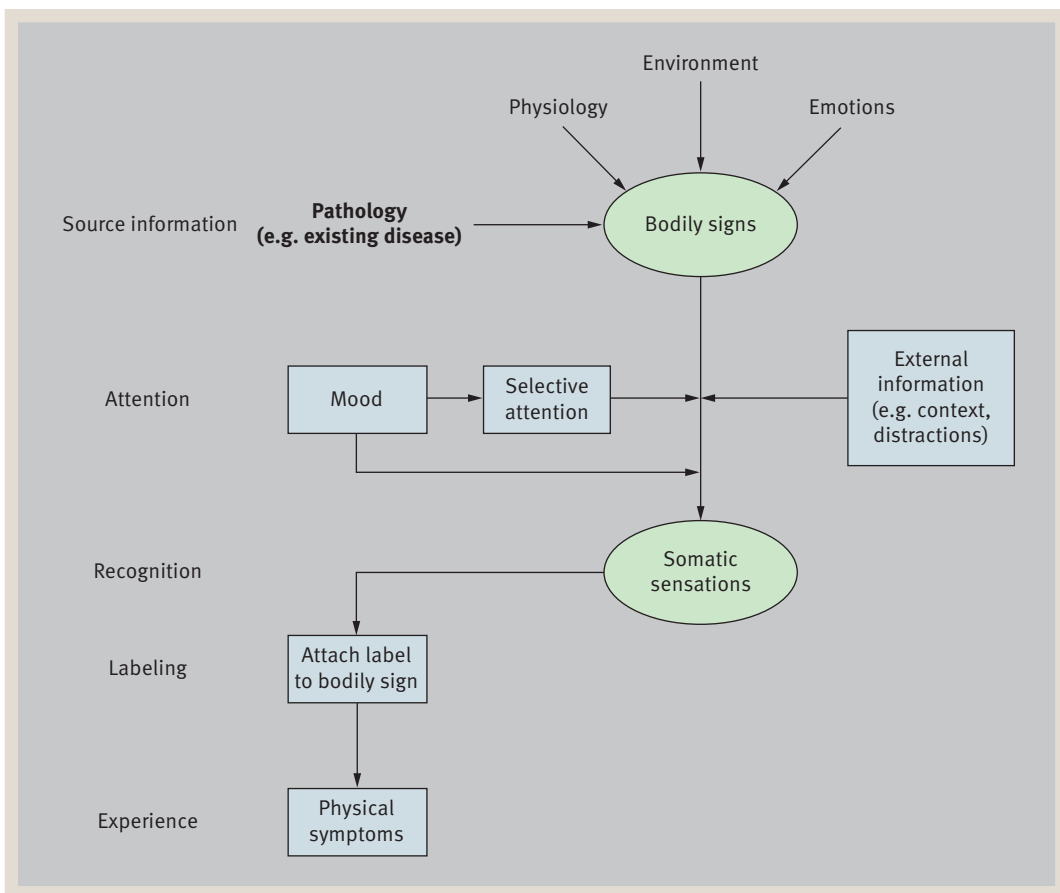 Environment
Physiology
Emotions
Source information
Pathology
(e.g. existing disease)
Bodily signs
Attention
Mood
Selective
attention
External
information
(e.g. context,
distractions)
Recognition
Somatic
sensations
Labeling
Attach label
to bodily sign
Experience
Physical
symptoms